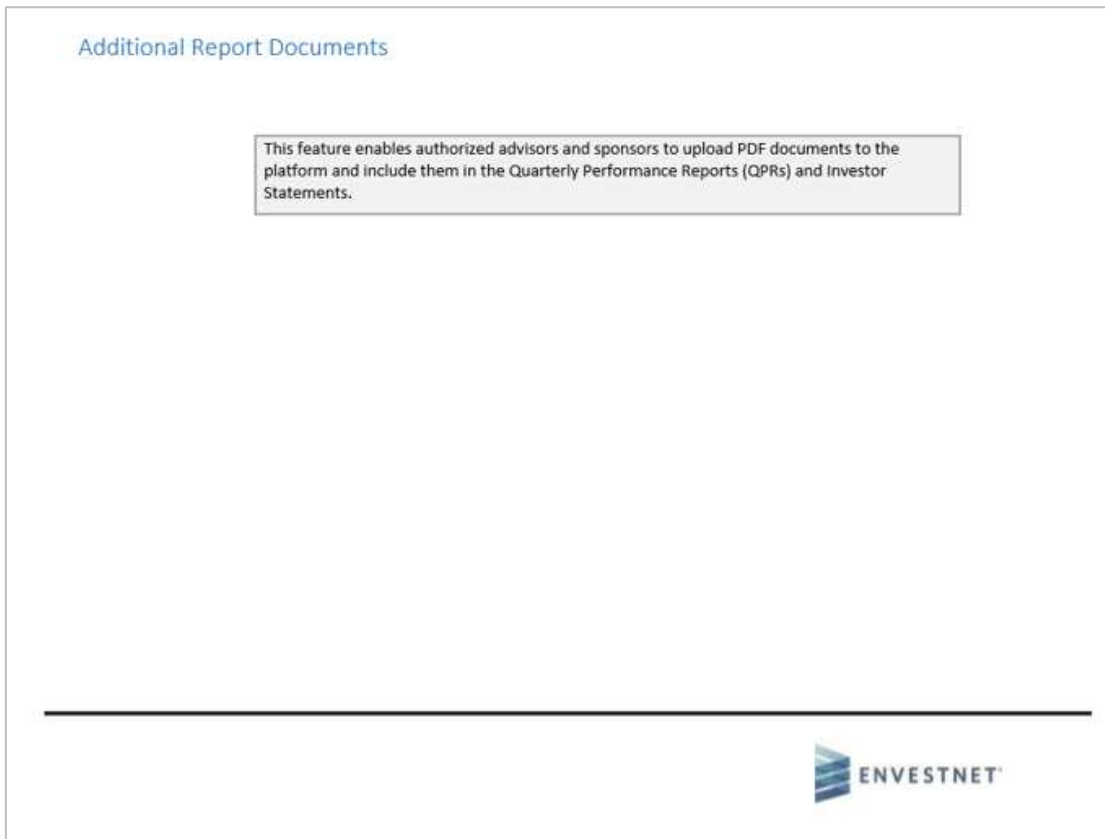 Additional Report Documents
This feature enables authorized advisors and sponsors to upload PDF documents to the
platform and include them in the Quarterly Performance Reports (QPRs) and Investor
Statements.
ENVESTNET